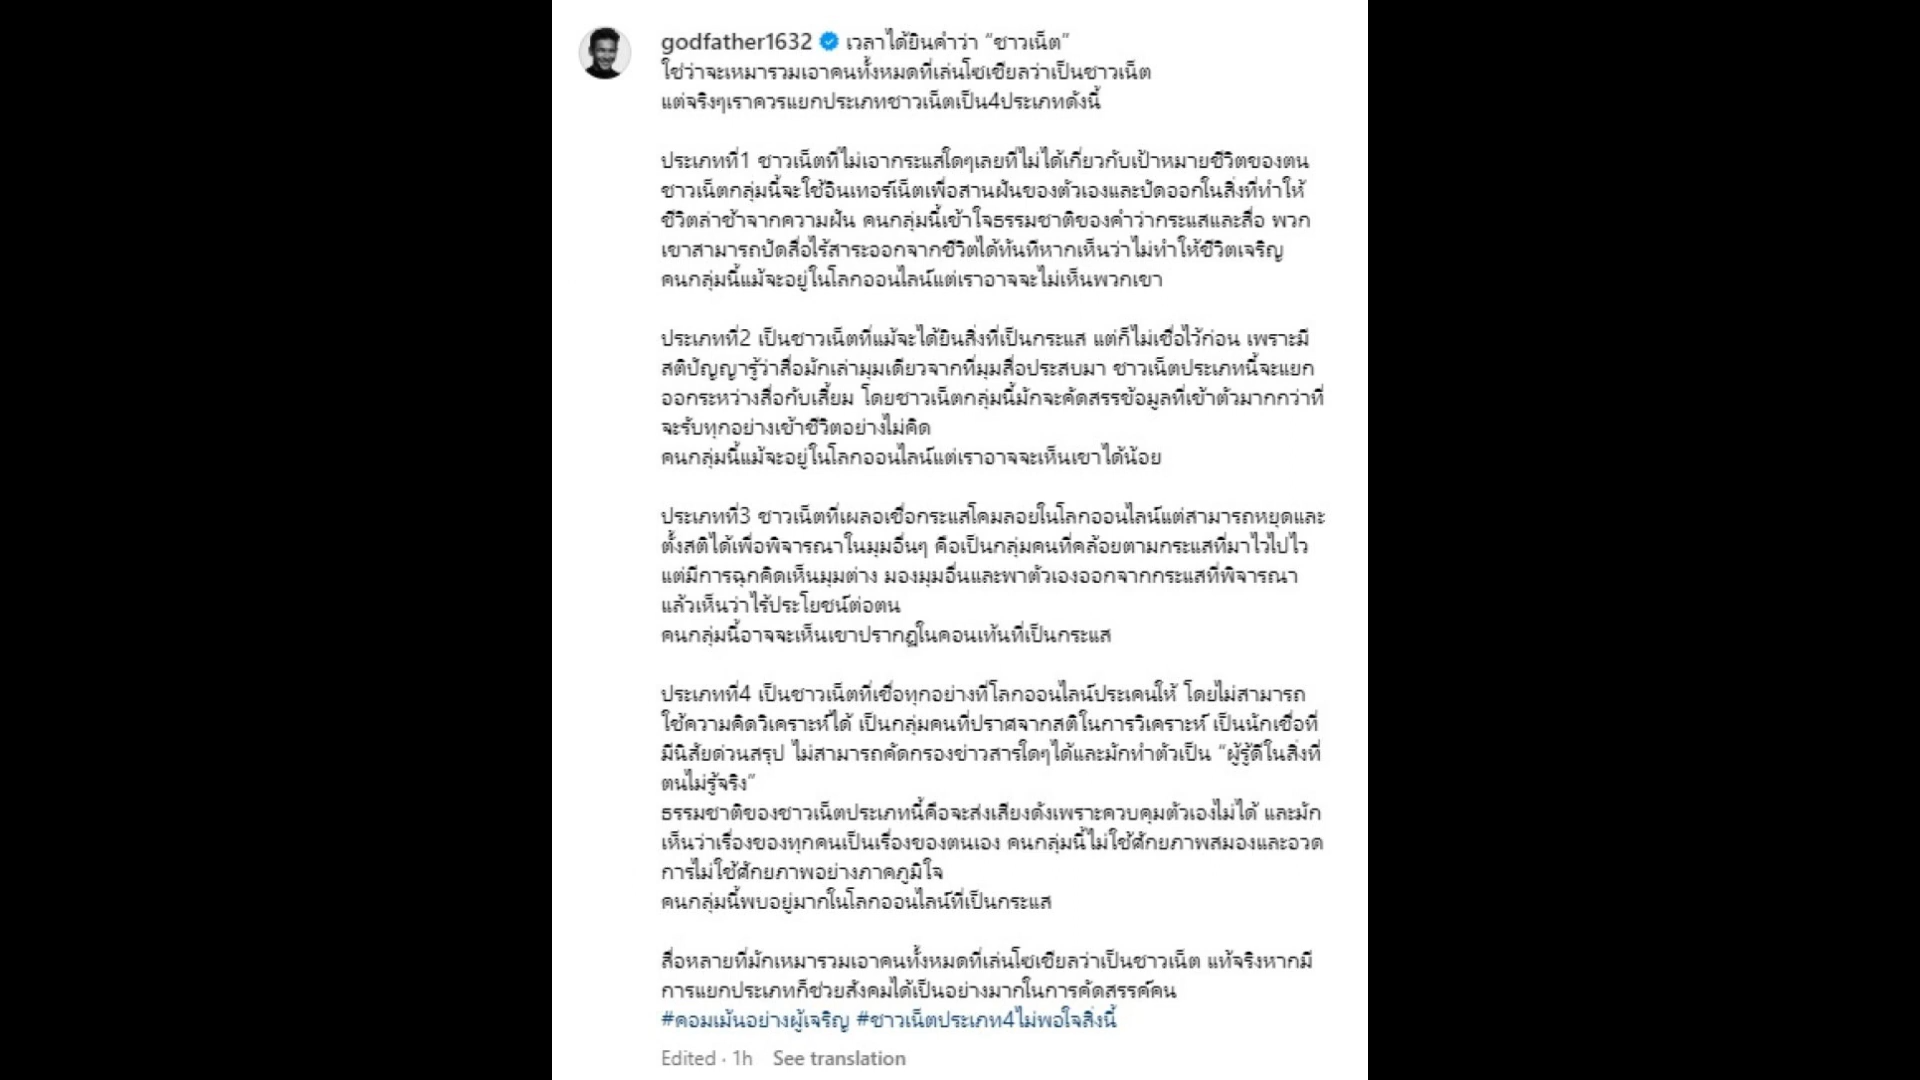 godfather1632 เวลาได้ยินคำว่า “ชาวเน็ต”
ใช่ว่าจะเหมารวมเอาคนทั้งหมดที่เล่นโซเชียลว่าเป็นชาวเน็ต
แต่จริงๆเราควรแยกประเภทชาวเน็ตเป็น4ประเภทดังนี้
ประเภทที่1 ชาวเน็ตที่ไม่เอากระแสใดๆเลยที่ไม่ได้เกี่ยวกับเป้าหมายชีวิตของตน
ชาวเน็ตกลุ่มนี้จะใช้อินเทอร์เน็ตเพื่อสานฝันของตัวเองและปัดออกในสิ่งที่ทำให้
ชีวิตล่าช้าจากความฝัน คนกลุ่มนี้เข้าใจธรรมชาติของคำว่ากระแสและสื่อ พวก
เขาสามารถปัดสื่อไร้สาระออกจากชีวิตได้ทันทีหากเห็นว่าไม่ทำให้ชีวิตเจริญ
คนกลุ่มนี้แม้จะอยู่ในโลกออนไลน์แต่เราอาจจะไม่เห็นพวกเขา
ประเภทที่2 เป็นชาวเน็ตที่แม้จะได้ยินสิ่งที่เป็นกระแส แต่ก็ไม่เชื่อไว้ก่อน เพราะมี
สติปัญญารู้ว่าสื่อมักเล่ามุมเดียวจากที่มุมสื่อประสบมา ชาวเน็ตประเภทนี้จะแยก
ออกระหว่างสื่อกับเสี้ยม โดยชาวเน็ตกลุ่มนี้มักจะคัดสรรข้อมูลที่เข้าตัวมากกว่าที่
จะรับทุกอย่างเข้าชีวิตอย่างไม่คิด
คนกลุ่มนี้แม้จะอยู่ในโลกออนไลน์แต่เราอาจจะเห็นเขาได้น้อย
ประเภทที่3 ชาวเน็ตที่เผลอเชื่อกระแสโคมลอยในโลกออนไลน์แต่สามารถหยุดและ
ตั้งสติได้เพื่อพิจารณาในมุมอื่นๆ คือเป็นกลุ่มคนที่คล้อยตามกระแสที่มาไวไปไว
แต่มีการฉุกคิดเห็นมุมต่าง มองมุมอื่นและพาตัวเองออกจากกระแสที่พิจารณา
แล้วเห็นว่าไร้ประโยชน์ต่อตน
คนกลุ่มนี้อาจจะเห็นเขาปรากฏในคอนเท้นที่เป็นกระแส
ประเภทที่4 เป็นชาวเน็ตที่เชื่อทุกอย่างที่โลกออนไลน์ประเคนให้ โดยไม่สามารถ
ใช้ความคิดวิเคราะห์ได้ เป็นกลุ่มคนที่ปราศจากสติในการวิเคราะห์ เป็นนักเชื่อที่
มีนิสัยด่วนสรุป ไม่สามารถคัดกรองข่าวสารใดๆได้และมักทำตัวเป็น “ผู้รู้ดีในสิ่งที่
ตนไม่รู้จริง”
ธรรมชาติของชาวเน็ตประเภทนี้คือจะส่งเสียงดังเพราะควบคุมตัวเองไม่ได้ และมัก
เห็นว่าเรื่องของทุกคนเป็นเรื่องของตนเอง คนกลุ่มนี้ไม่ใช้ศักยภาพสมองและอวด
การไม่ใช้ศักยภาพอย่างภาคภูมิใจ
คนกลุ่มนี้พบอยู่มากในโลกออนไลน์ที่เป็นกระแส
สื่อหลายที่มักเหมารวมเอาคนทั้งหมดที่เล่นโซเชียลว่าเป็นชาวเน็ต แท้จริงหากมี
การแยกประเภทก็ช่วยสังคมได้เป็นอย่างมากในการคัดสรรค์คน
#คอมเม้นอย่างผู้เจริญ #ชาวเน็ตประเภท4ไม่พอใจสิ่งนี้
Edited · 1h See translation